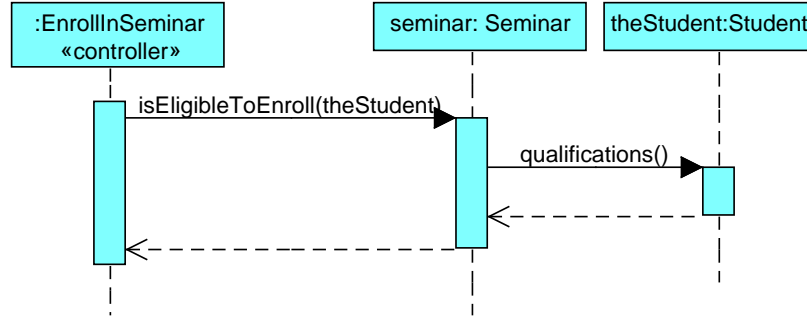 :EnrollInSeminar
«controller»
seminar: Seminar
theStudent:Student
isEligibleToEnroll(theStudent)
qualifications()